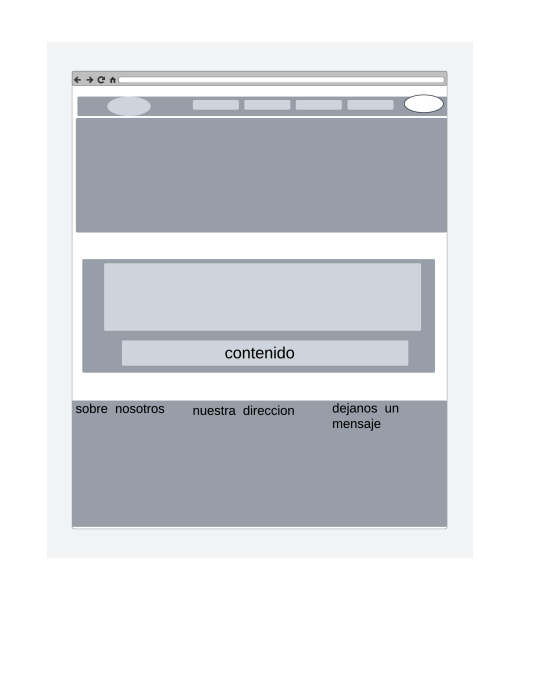 contenido
sobre nosotros
nuestra direccion
dejanos un
mensaje